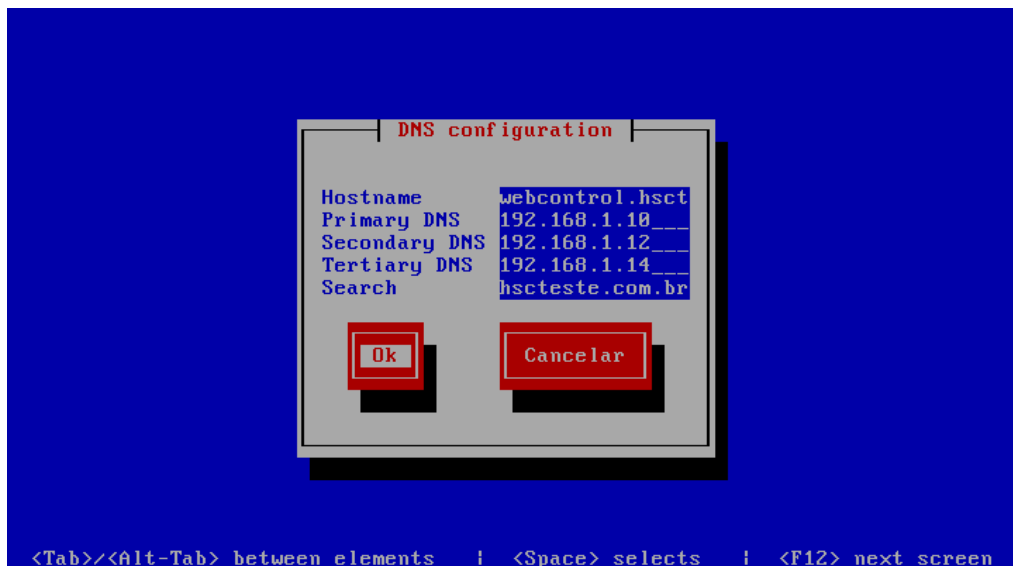 DNS configuration
Hostname webcontrol.hsct
Primary DNS 192.168.1.10___
Secondary DNS 192.168.1.12___
Tertiary DNS 192.168.1.14___
Search hscteste.com.br
Ok Cancelar
<Tab>/<Alt-Tab> between elements | <Space> selects | <F12> next screen